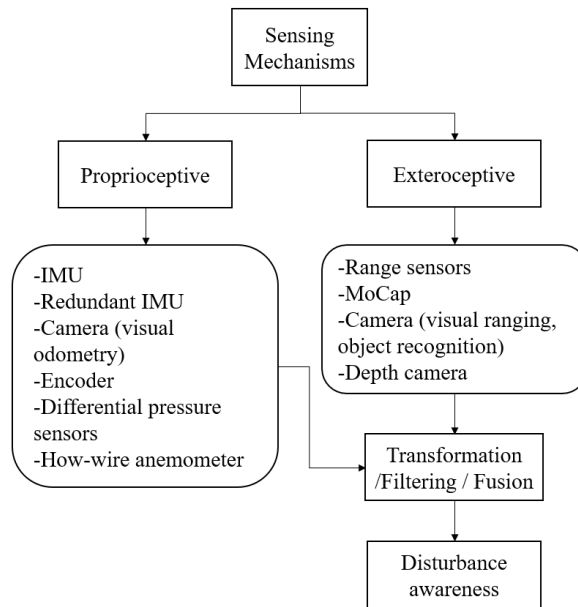 Sensing
Mechanisms
Proprioceptive
Exteroceptive
-IMU
-Redundant IMU
-Camera (visual
odometry)
-Encoder
-Differential pressure
sensors
-How-wire anemometer
-Range sensors
-MoCap
-Camera (visual ranging,
object recognition)
-Depth camera
Transformation
/Filtering / Fusion
Disturbance
awareness